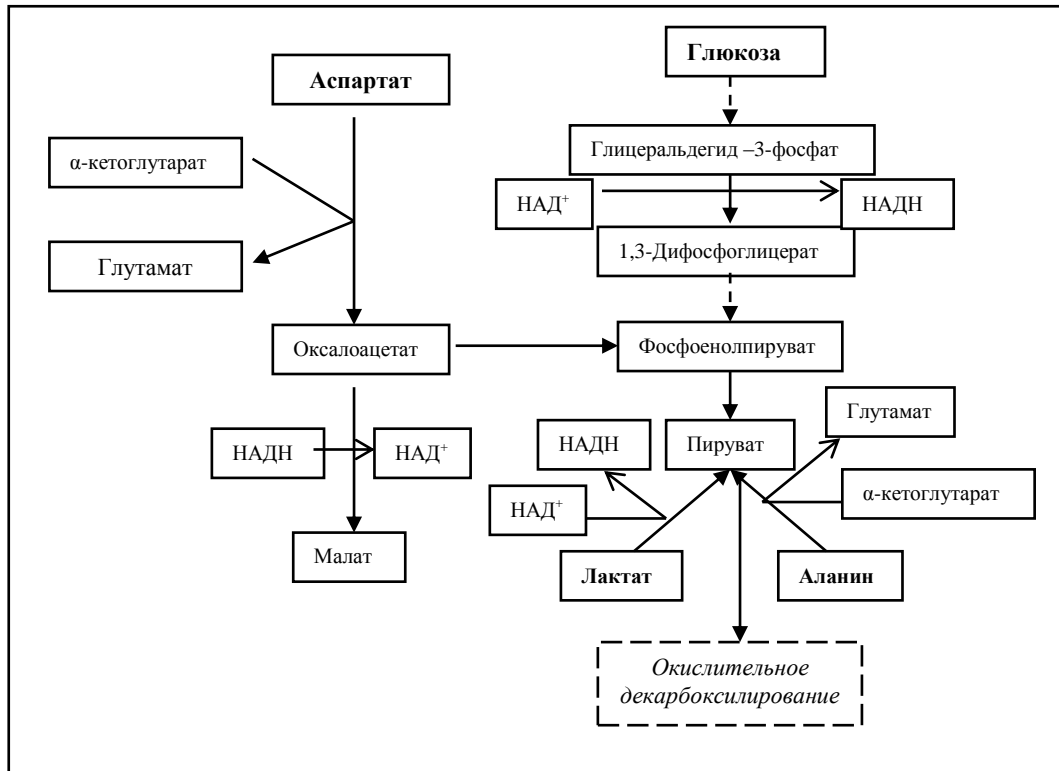 Глюкоза
Аспартат
α-кетоглутарат
Глицеральдегид –3-фосфат
НАД⁺
НАДН
Глутамат
1,3-Дифосфоглицерат
Оксалоацетат
Фосфоенолпируват
Глутамат
НАДН
НАД⁺
НАДН
Пируват
α-кетоглутарат
НАД⁺
Малат
Лактат
Аланин
Окислительное
декарбоксилирование